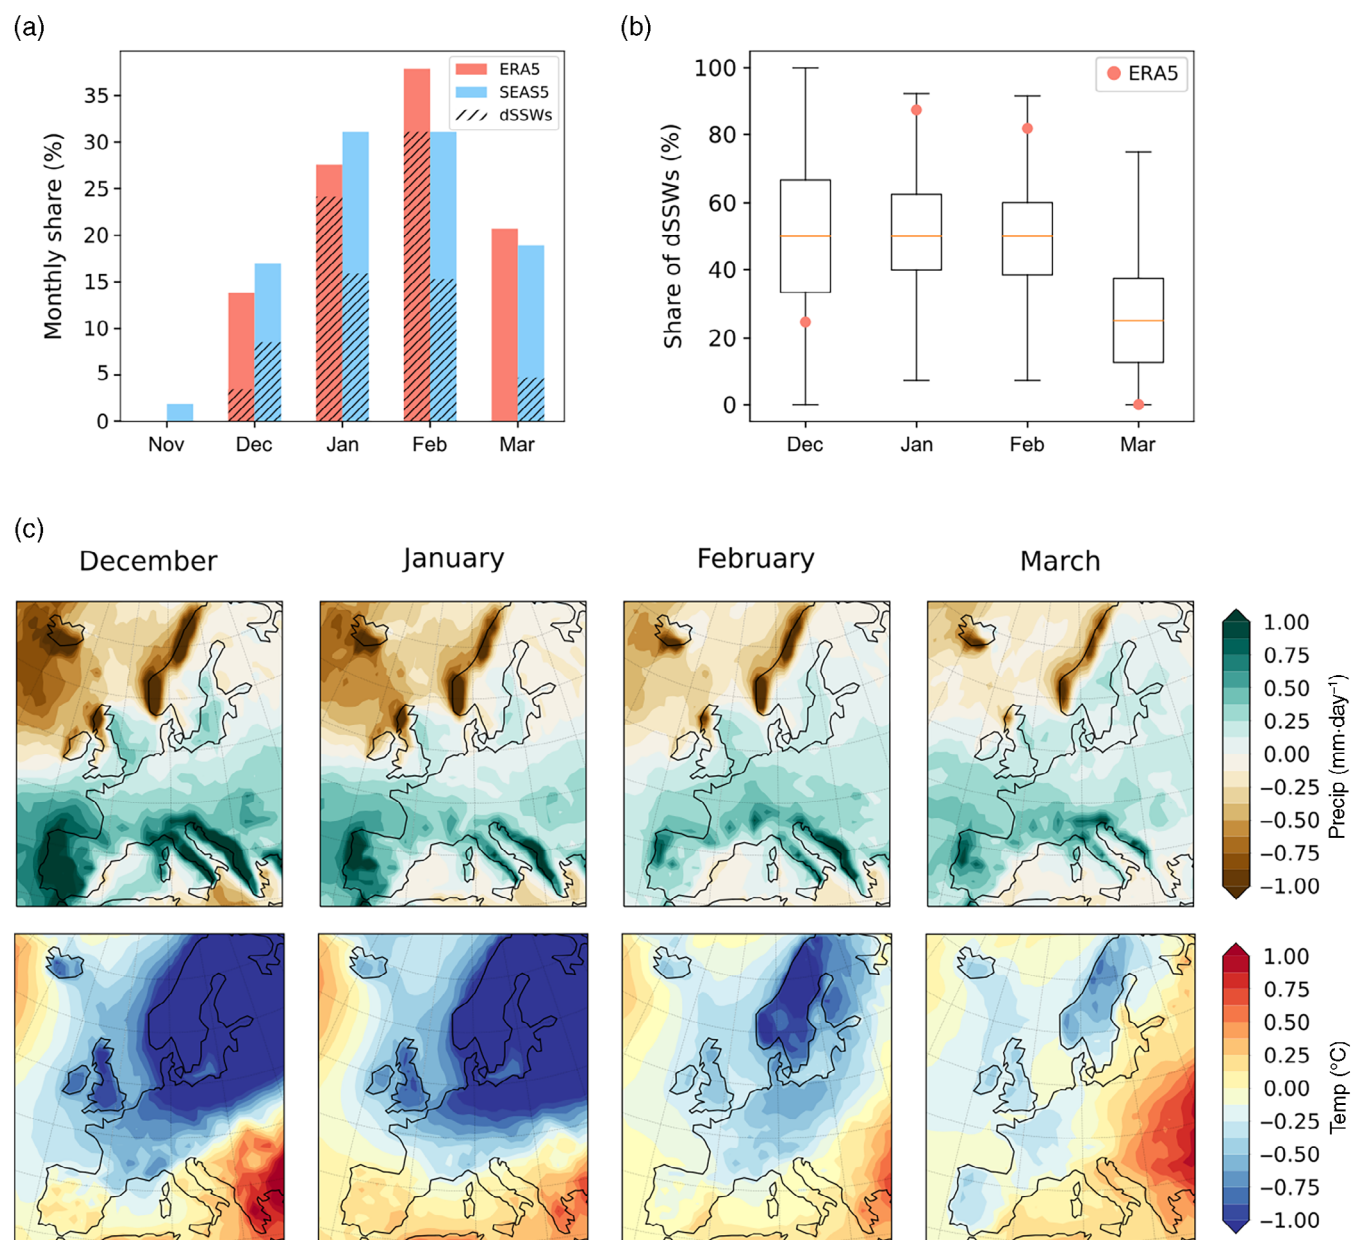 (a)
Monthly share (%)
35
30
25
20
15
10
5
0
ERA5
SEAS5
dSSWs
Nov Dec Jan Feb Mar
(b)
Share of dSSWs (%)
100
80
60
40
20
0
ERA5
Dec Jan Feb Mar
(c)
December January February March
1.00
0.75
0.50
0.25
0.00
−0.25
−0.50
−0.75
−1.00
Precip (mm·day⁻¹)
1.00
0.75
0.50
0.25
0.00
−0.25
−0.50
−0.75
−1.00
Temp (°C)